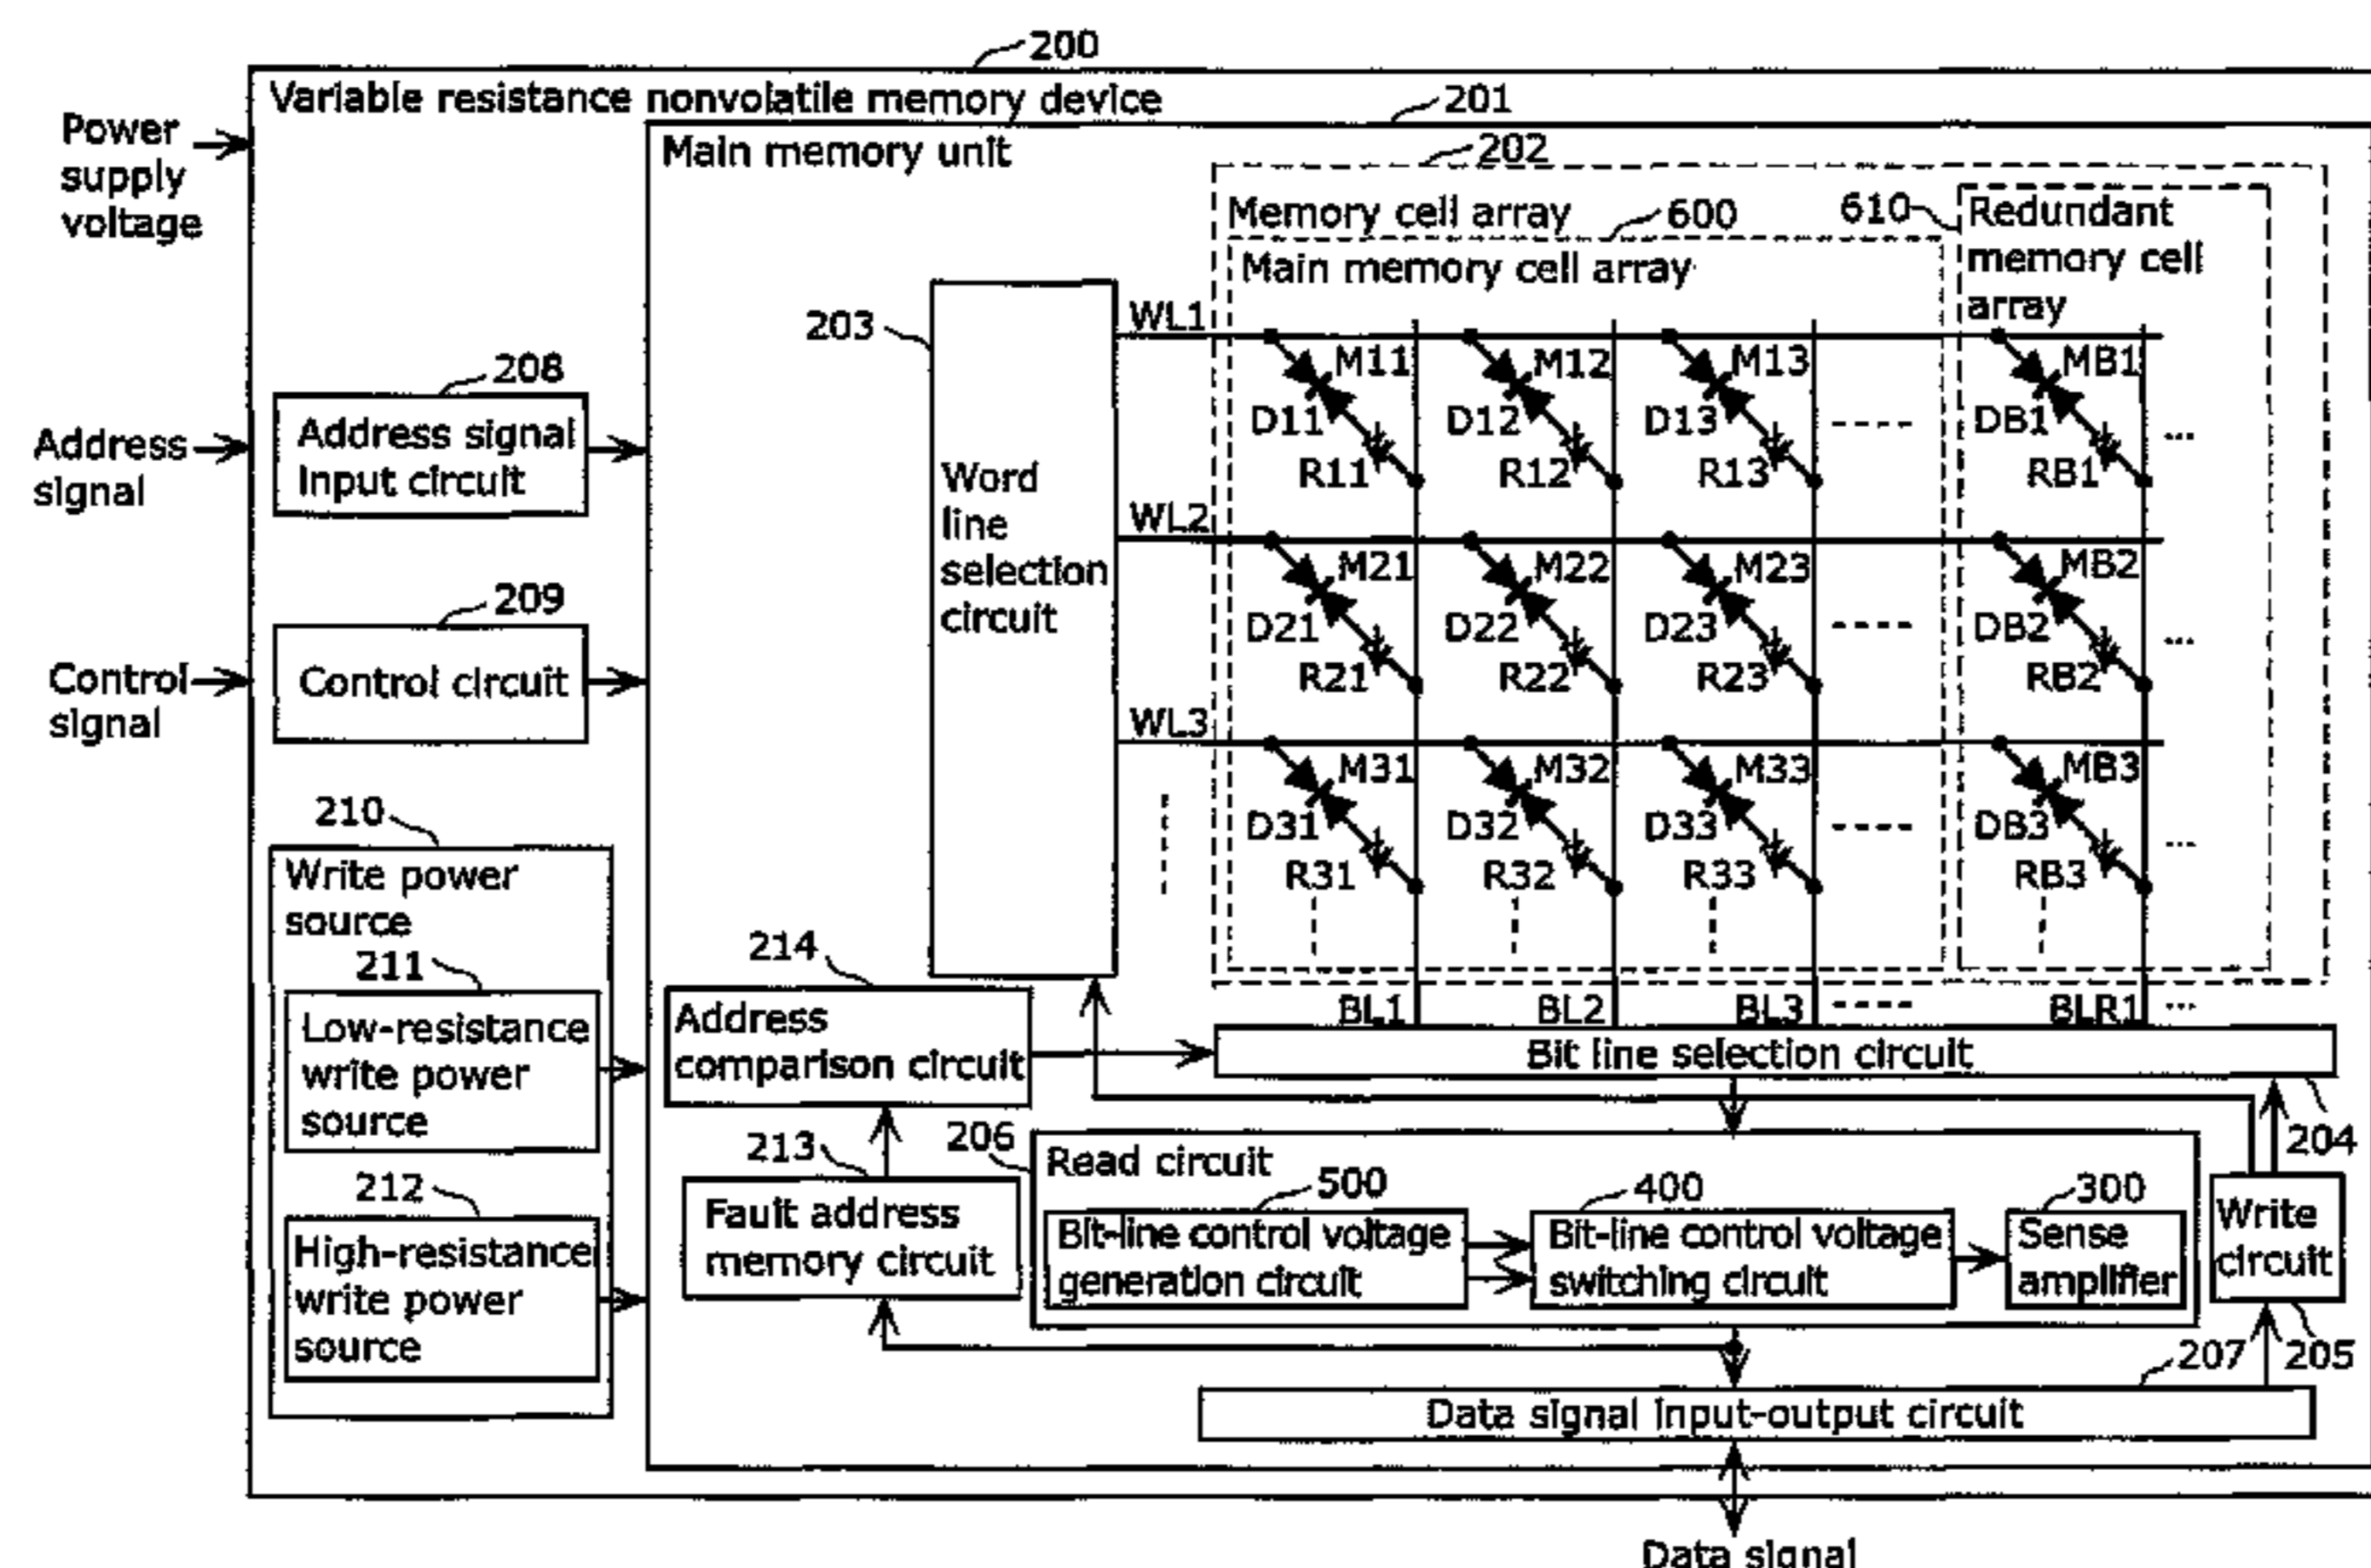 200
Variable resistance nonvolatile memory device
201
Power
supply
voltage
Main memory unit
202
Memory cell array
600
610
Redundant
memory cell
array
Main memory cell array
203
Word
line
selection
circuit
WL1
M11
M12
M13
MB1
D11
D12
D13
----
DB1
...
R11
R12
R13
RB1
208
Address signal
Input circuit
Address
signal
WL2
M21
M22
M23
MB2
D21
D22
D23
----
DB2
...
R21
R22
R23
RB2
209
Control circuit
Control
signal
WL3
M31
M32
M33
MB3
D31
D32
D33
----
DB3
...
R31
R32
R33
RB3
210
Write power
source
211
Low-resistance
write power
source
212
High-resistance
write power
source
214
Address
comparison circuit
BL1
BL2
BL3
----
BLR1
...
Bit line selection circuit
204
213
Fault address
memory circuit
206
Read circuit
500
Bit-line control voltage
generation circuit
400
Bit-line control voltage
switching circuit
300
Sense
amplifier
Write
circuit
205
207
Data signal input-output circuit
Data signal